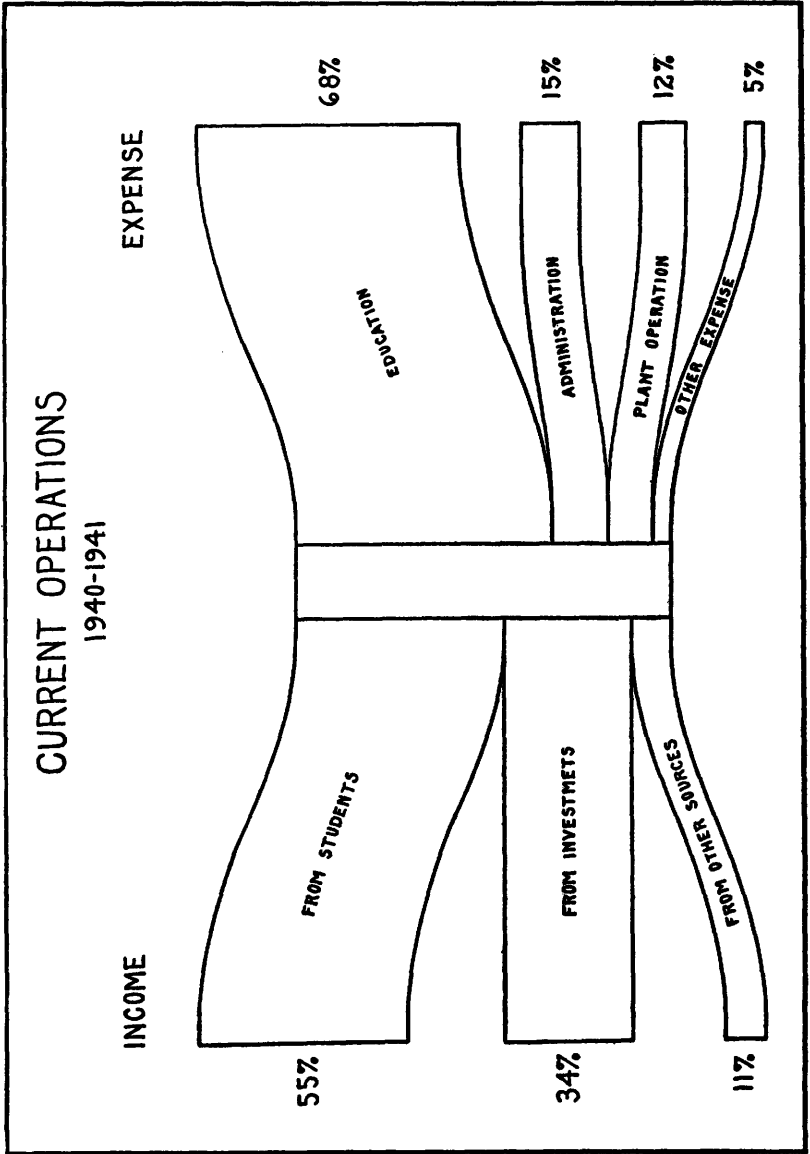 CURRENT OPERATIONS
1940-1941
INCOME
EXPENSE
55%
FROM STUDENTS
EDUCATION
68%
34%
FROM INVESTMETS
ADMINISTRATION
15%
PLANT OPERATION
12%
11%
FROM OTHER SOURCES
OTHER EXPENSE
5%